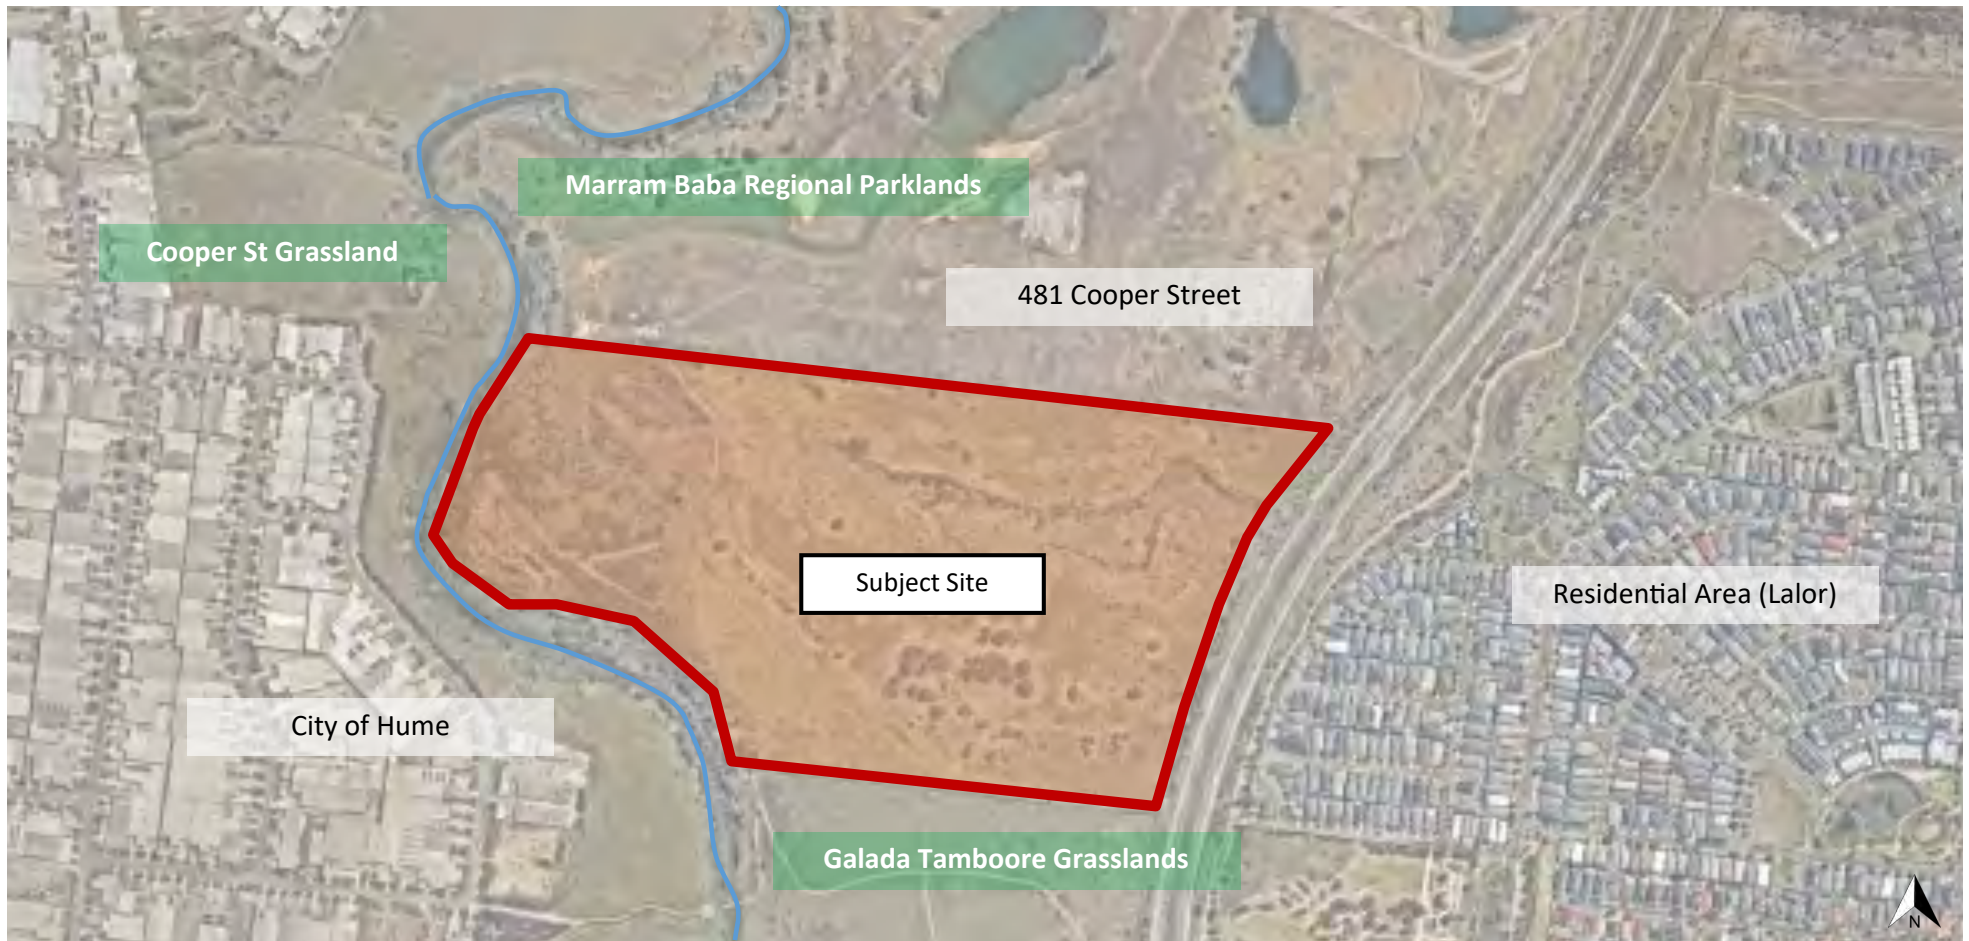 Marram Baba Regional Parklands
Cooper St Grassland
481 Cooper Street
Subject Site
Residential Area (Lalor)
City of Hume
Galada Tamboore Grasslands
N